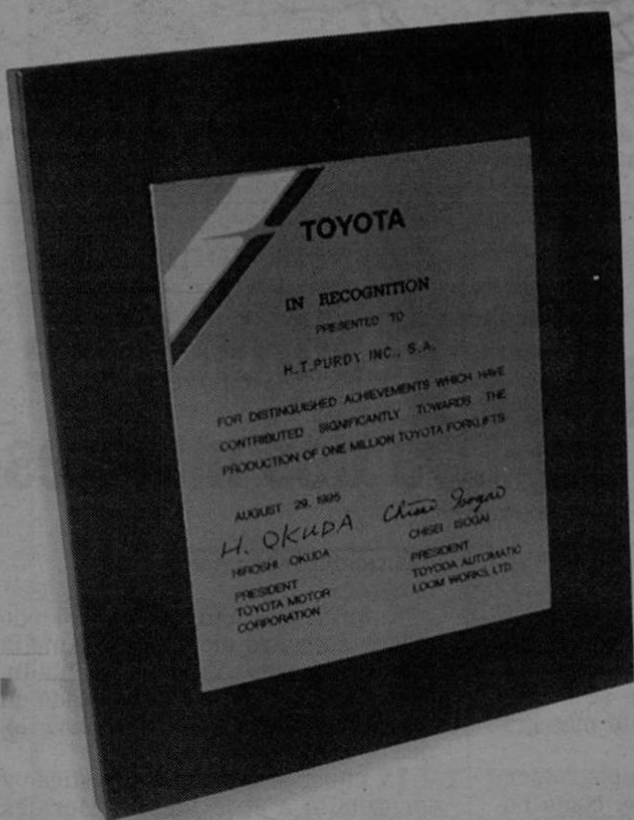 TOYOTA
IN RECOGNITION
PRESENTED TO
H.T.PURDY INC., S.A.
FOR DISTINGUISHED ACHIEVEMENTS WHICH HAVE
CONTRIBUTED SIGNIFICANTLY TOWARDS THE
PRODUCTION OF ONE MILLION TOYOTA FORKLIFTS
AUGUST 29, 1995
H. OKUDA
HIROSHI OKUDA
PRESIDENT
TOYOTA MOTOR
CORPORATION
Chisei Isogai
CHISEI ISOGAI
PRESIDENT
TOYODA AUTOMATIC
LOOM WORKS, LTD.